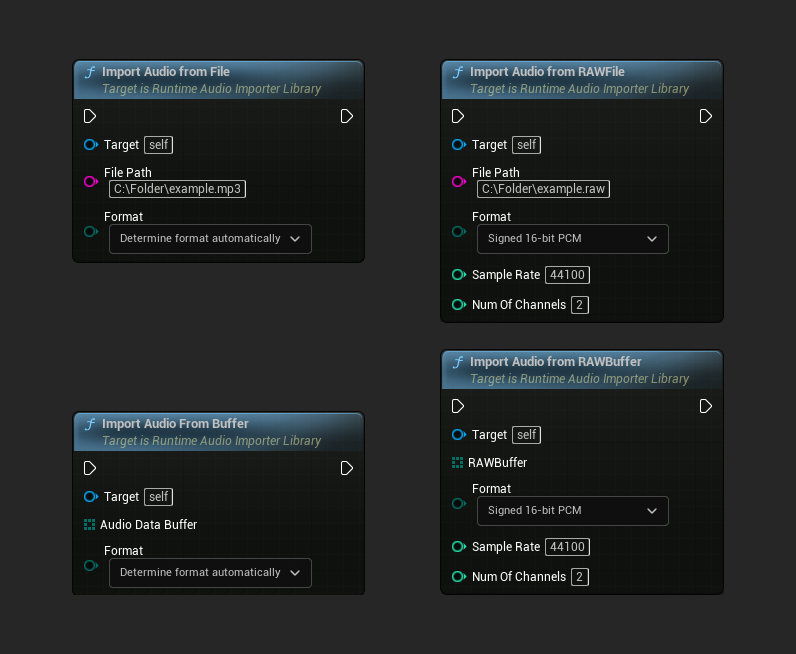 Import Audio from File
Target is Runtime Audio Importer Library
Target self
File Path
C:\Folder\example.mp3
Format
Determine format automatically
Import Audio from RAWFile
Target is Runtime Audio Importer Library
Target self
File Path
C:\Folder\example.raw
Format
Signed 16-bit PCM
Sample Rate 44100
Num Of Channels 2
Import Audio From Buffer
Target is Runtime Audio Importer Library
Target self
Audio Data Buffer
Format
Determine format automatically
Import Audio from RAWBuffer
Target is Runtime Audio Importer Library
Target self
RAWBuffer
Format
Signed 16-bit PCM
Sample Rate 44100
Num Of Channels 2